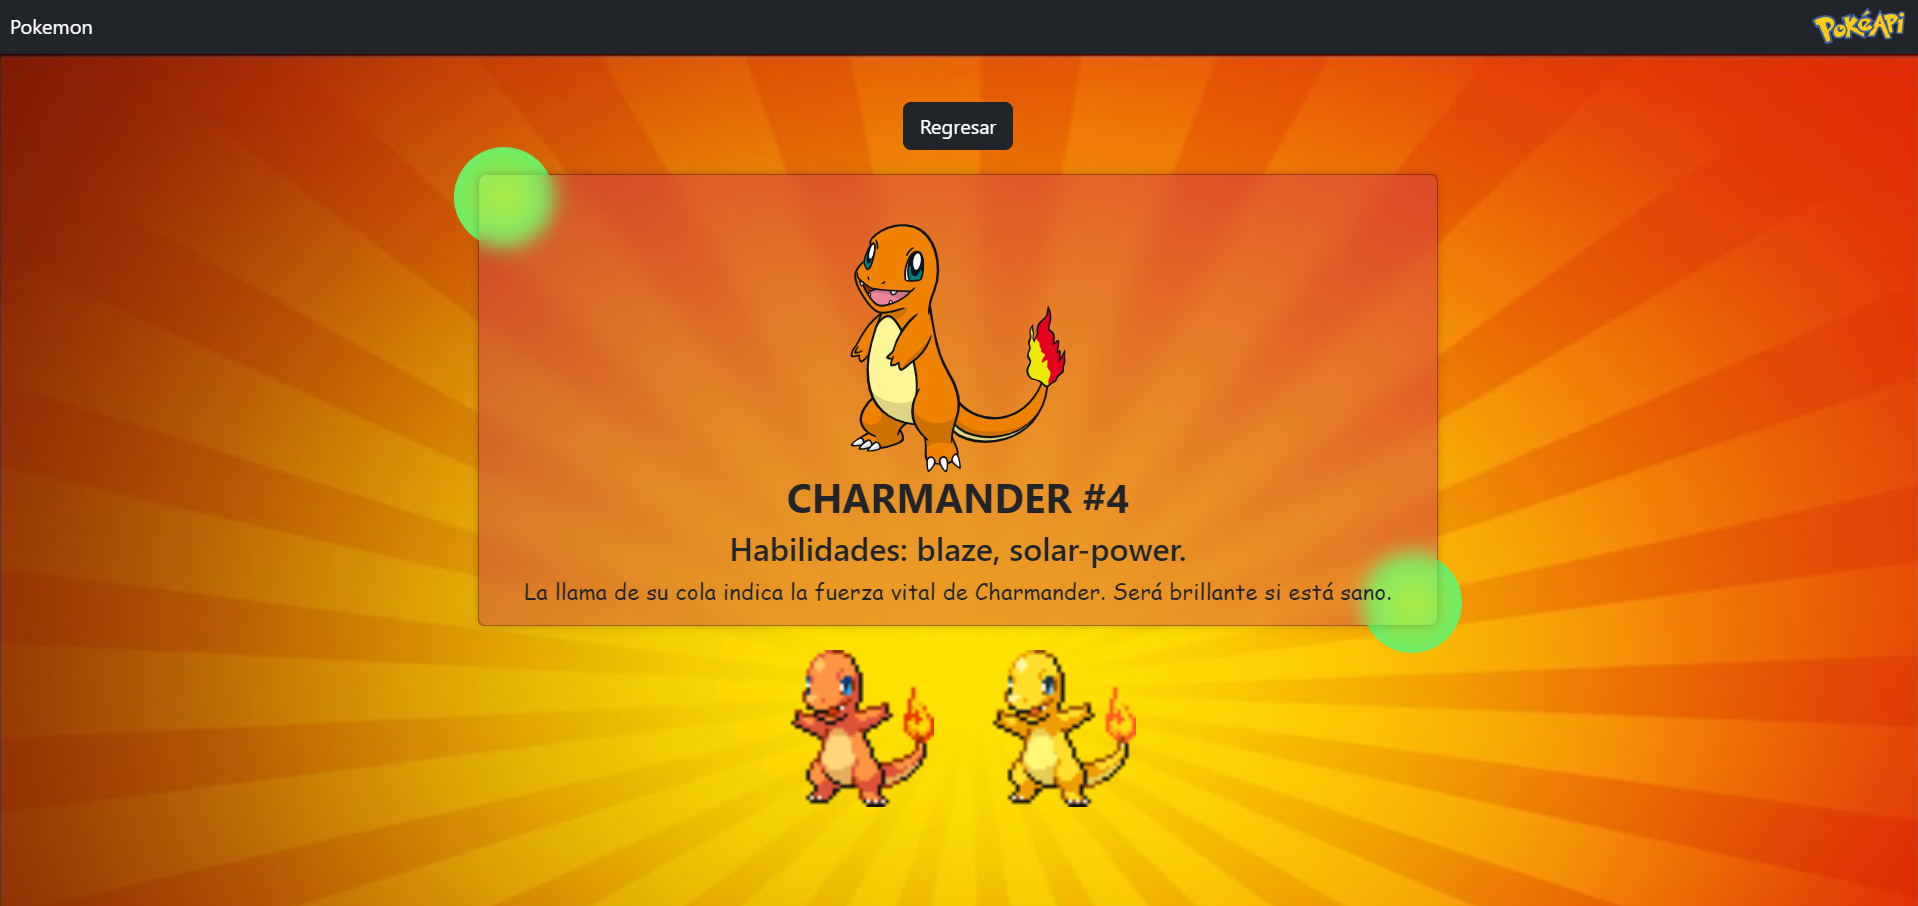 Pokemon
PokéAPi
Regresar
CHARMANDER #4
Habilidades: blaze, solar-power.
La llama de su cola indica la fuerza vital de Charmander. Será brillante si está sano.